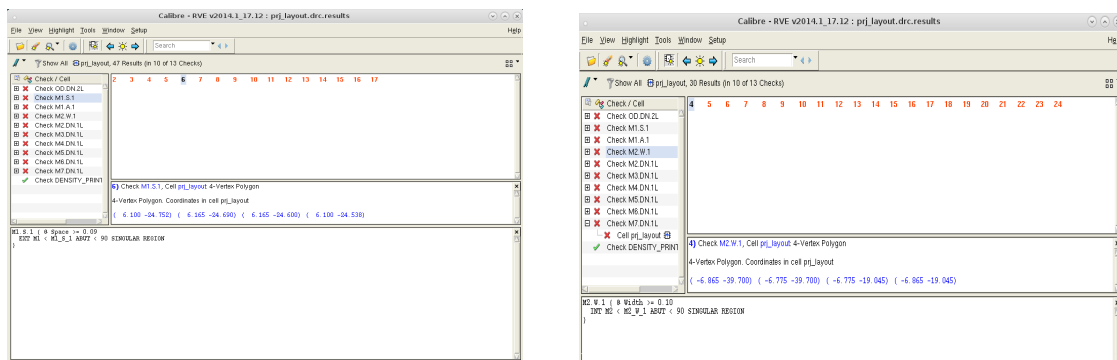 Calibre - RVE v2014.1_17.12 : prj_layout.drc.results
File View Highlight Tools Window Setup Help
Search
Show All prj_layout, 47 Results (in 10 of 13 Checks)
Check / Cell
Check OD.DN.2L
Check M1.S.1
Check M1.A.1
Check M2.W.1
Check M2.DN.1L
Check M3.DN.1L
Check M4.DN.1L
Check M5.DN.1L
Check M6.DN.1L
Check M7.DN.1L
Check DENSITY_PRINT
2 3 4 5 6 7 8 9 10 11 12 13 14 15 16 17
6) Check M1.S.1, Cell prj_layout: 4-Vertex Polygon
4-Vertex Polygon. Coordinates in cell prj_layout
( 6.100 -24.752) ( 6.165 -24.690) ( 6.165 -24.600) ( 6.100 -24.538)
M1.S.1 { @ Space >= 0.09
EXT M1 < M1_S_1 ABUT < 90 SINGULAR REGION
}
Calibre - RVE v2014.1_17.12 : prj_layout.drc.results
File View Highlight Tools Window Setup He
Search
Show All prj_layout, 30 Results (in 10 of 13 Checks)
Check / Cell
Check OD.DN.2L
Check M1.S.1
Check M1.A.1
Check M2.W.1
Check M2.DN.1L
Check M3.DN.1L
Check M4.DN.1L
Check M5.DN.1L
Check M6.DN.1L
Check M7.DN.1L
Cell prj_layout
Check DENSITY_PRINT
4 5 6 7 8 9 10 11 12 13 14 15 16 17 18 19 20 21 22 23 24
4) Check M2.W.1, Cell prj_layout: 4-Vertex Polygon
4-Vertex Polygon. Coordinates in cell prj_layout
( -6.865 -39.700) ( -6.775 -39.700) ( -6.775 -19.045) ( -6.865 -19.045)
M2.W.1 { @ Width >= 0.10
INT M2 < M2_W_1 ABUT < 90 SINGULAR REGION
}